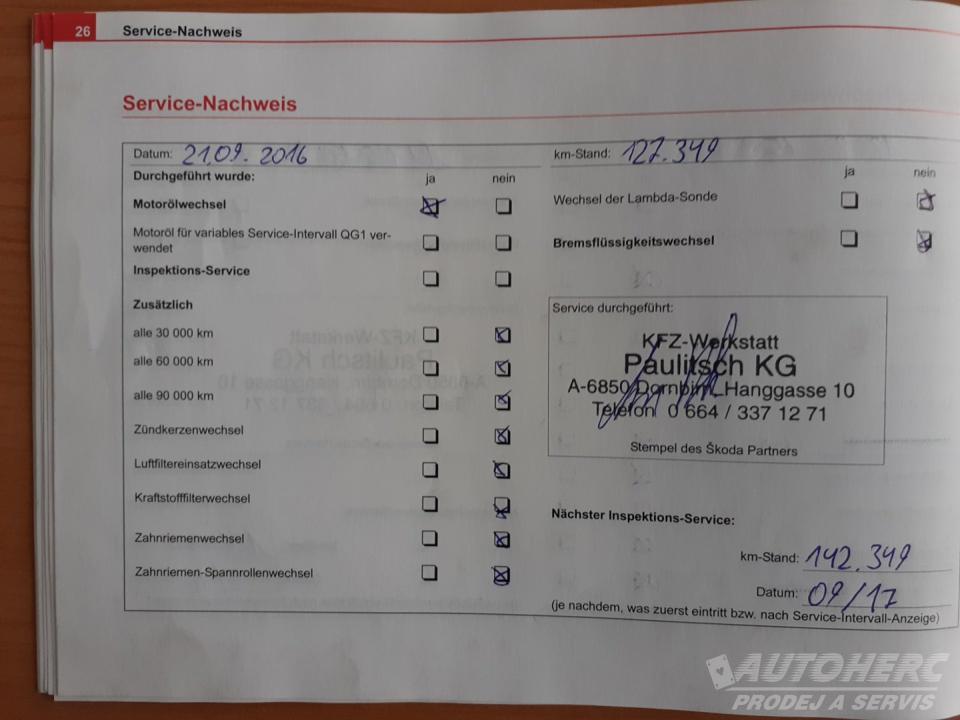 26 Service-Nachweis
Service-Nachweis
Datum: 21.09.2016
Durchgeführt wurde: ja nein
Motorölwechsel
Motoröl für variables Service-Intervall QG1 ver-
wendet
Inspektions-Service
Zusätzlich
alle 30 000 km
alle 60 000 km
alle 90 000 km
Zündkerzenwechsel
Luftfiltereinsatzwechsel
Kraftstofffilterwechsel
Zahnriemenwechsel
Zahnriemen-Spannrollenwechsel
km-Stand: 127.349
ja nein
Wechsel der Lambda-Sonde
Bremsflüssigkeitswechsel
Service durchgeführt:
KFZ-Werkstatt
Paulitsch KG
A-6850 Dornbirn, Hanggasse 10
Telefon 0 664 / 337 12 71
Stempel des Škoda Partners
Nächster Inspektions-Service:
km-Stand: 142.349
Datum: 09/17
(je nachdem, was zuerst eintritt bzw. nach Service-Intervall-Anzeige)
AUTOHERC
PRODEJ A SERVIS